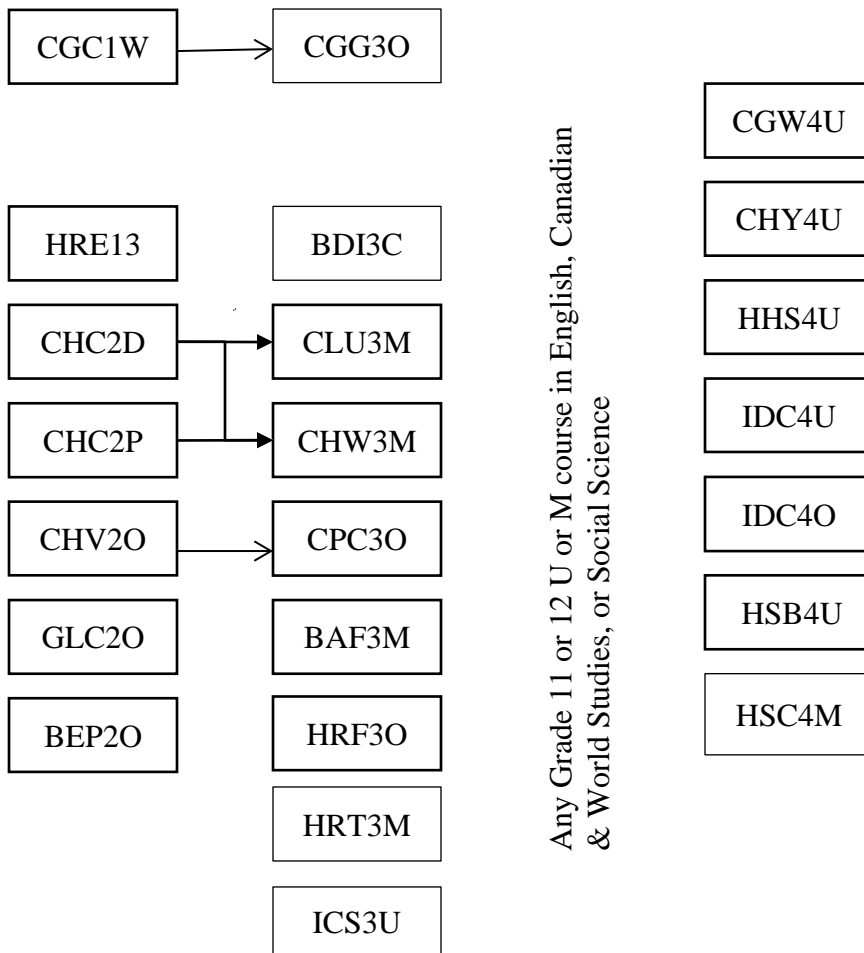 CGC1W
CGG3O
CGW4U
HRE13
BDI3C
CHY4U
CHC2D
CLU3M
HHS4U
CHC2P
CHW3M
IDC4U
CHV2O
CPC3O
IDC4O
GLC2O
BAF3M
HSB4U
BEP2O
HRF3O
HSC4M
HRT3M
ICS3U
Any Grade 11 or 12 U or M course in English, Canadian
& World Studies, or Social Science